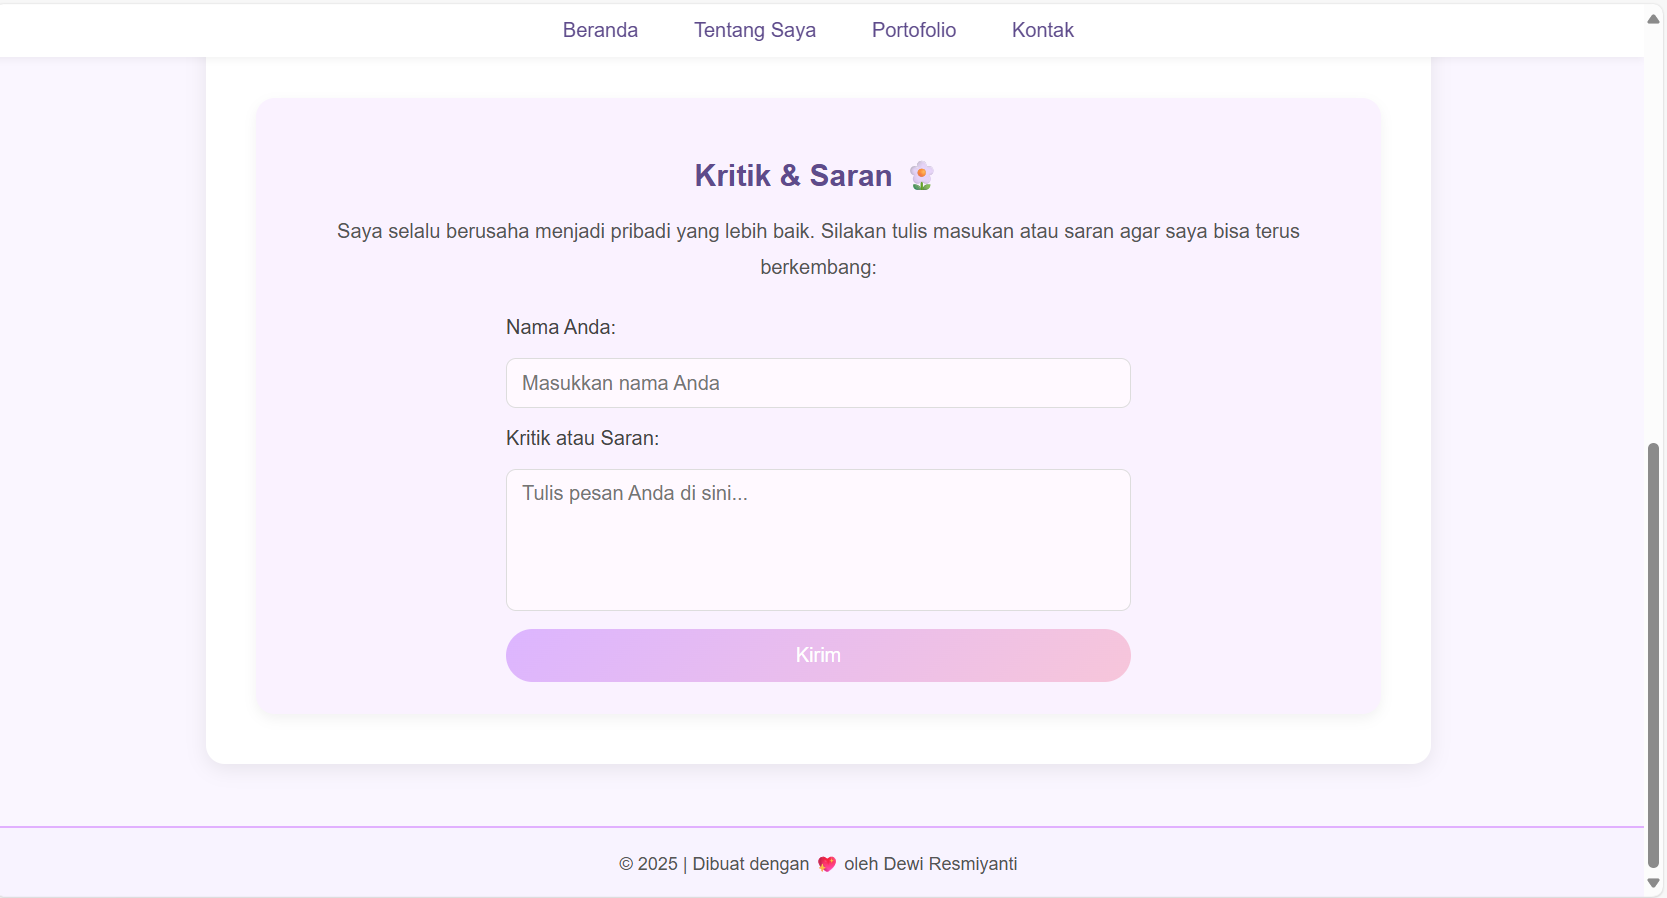 Beranda Tentang Saya Portofolio Kontak
Kritik & Saran 🌸
Saya selalu berusaha menjadi pribadi yang lebih baik. Silakan tulis masukan atau saran agar saya bisa terus
berkembang:
Nama Anda:
Masukkan nama Anda
Kritik atau Saran:
Tulis pesan Anda di sini...
Kirim
© 2025 | Dibuat dengan 💖 oleh Dewi Resmiyanti